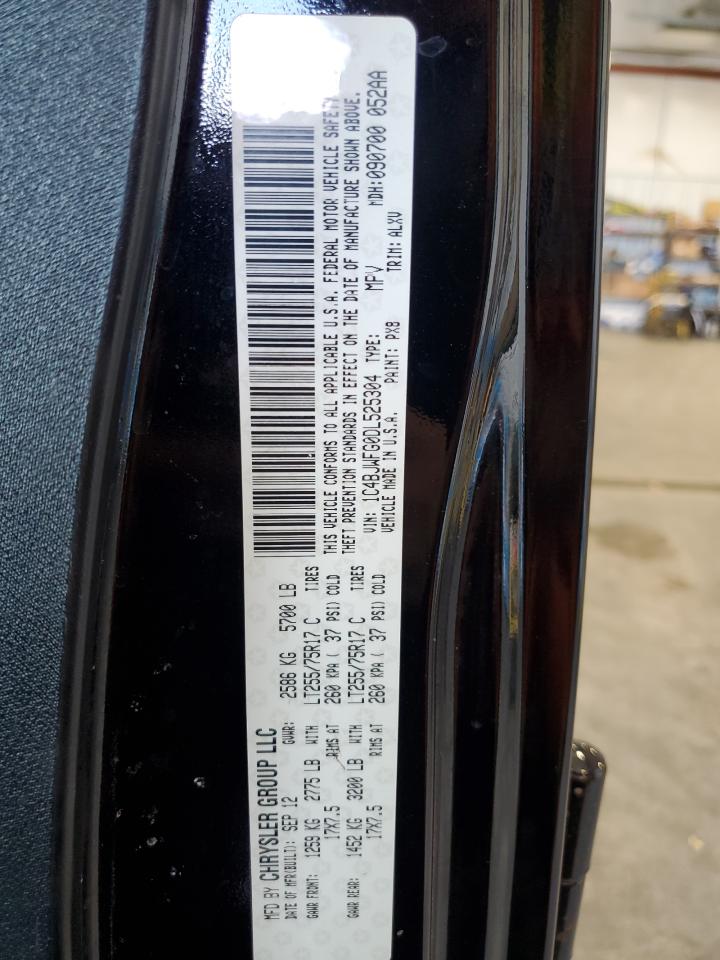 MFD BY CHRYSLER GROUP LLC
DATE OF MFR(BUILT): SEP 12 GVWR: 2586 KG 5700 LB
GAWR FRONT: 1259 KG 2775 LB WITH LT255/75R17 C TIRES
17X7.5 RIMS AT 260 KPA ( 37 PSI) COLD
GAWR REAR: 1452 KG 3200 LB WITH LT255/75R17 C TIRES
17X7.5 RIMS AT 260 KPA ( 37 PSI) COLD
THIS VEHICLE CONFORMS TO ALL APPLICABLE U.S.A. FEDERAL MOTOR VEHICLE SAFETY
THEFT PREVENTION STANDARDS IN EFFECT ON THE DATE OF MANUFACTURE SHOWN ABOVE.
VIN: 1C4BJWFG0DL525304 TYPE: MPV MDH:090700 052AA
VEHICLE MADE IN U.S.A. PAINT: PX8 TRIM: ALXV